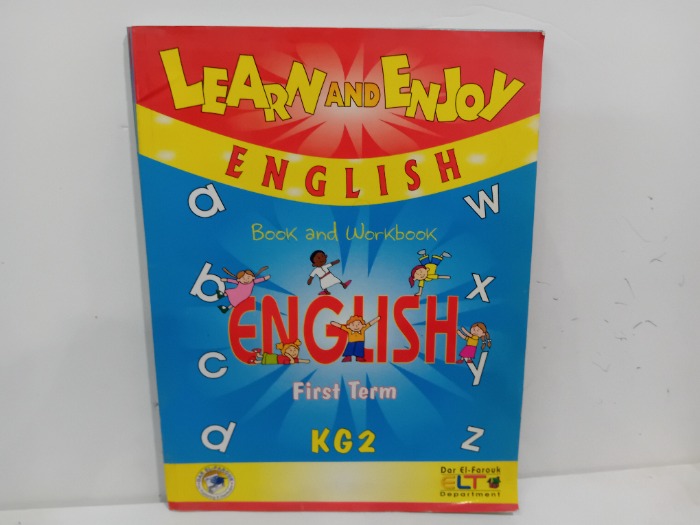 LEARN AND ENJOY
ENGLISH
a
w
Book and Workbook
b
x
ENGLISH
c
y
First Term
d
z
KG2
Dar El-Farouk
ELT
Department